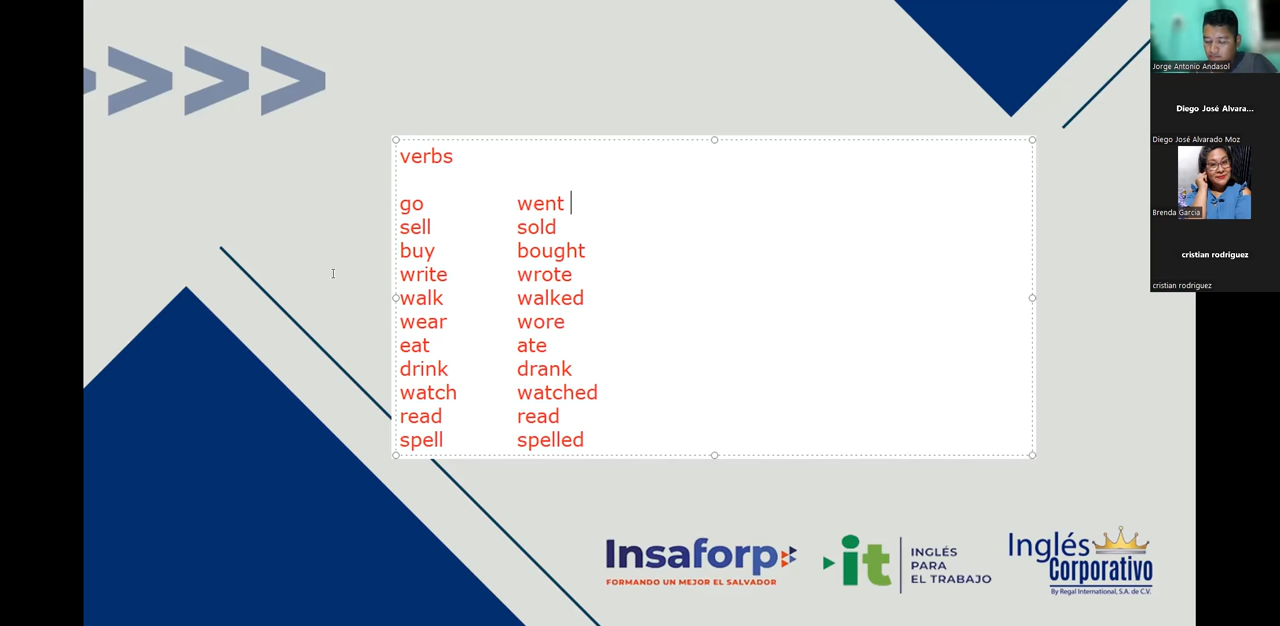 verbs
go went
sell sold
buy bought
write wrote
walk walked
wear wore
eat ate
drink drank
watch watched
read read
spell spelled
Jorge Antonio Andasol
Diego José Alvara...
Diego José Alvarado Moz
Brenda Garcia
cristian rodriguez
cristian rodriguez
Insaforp
FORMANDO UN MEJOR EL SALVADOR
it
INGLÉS
PARA
EL TRABAJO
Inglés
Corporativo
By Regal International, S.A. de C.V.